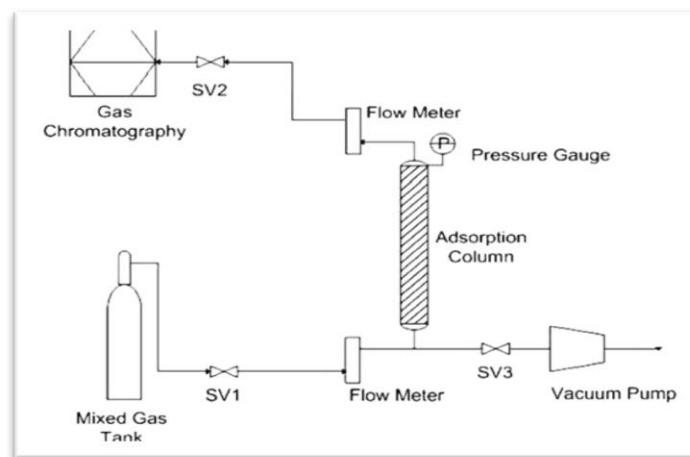 SV2
Gas
Chromatography
Flow Meter
P
Pressure Gauge
Adsorption
Column
SV1
Flow Meter
SV3
Vacuum Pump
Mixed Gas
Tank